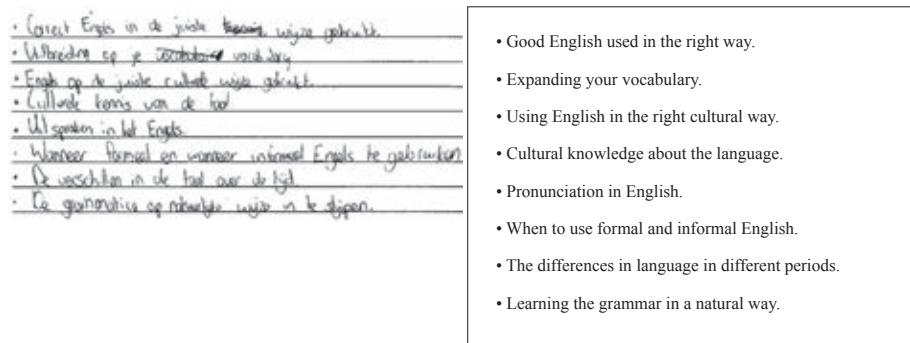 • Correct Engels in de juiste wijze gebruikt.
• Uitbreiding op je vocabulary
• Engels op de juiste culturele wijze gebruikt.
• Culturele kennis van de taal
• Uitspraken in het Engels.
• Wanneer formeel en wanneer informeel Engels te gebruiken
• De verschillen in de taal over de tijd.
• De grammatica op natuurlijke wijze in te slijpen.
• Good English used in the right way.
• Expanding your vocabulary.
• Using English in the right cultural way.
• Cultural knowledge about the language.
• Pronunciation in English.
• When to use formal and informal English.
• The differences in language in different periods.
• Learning the grammar in a natural way.